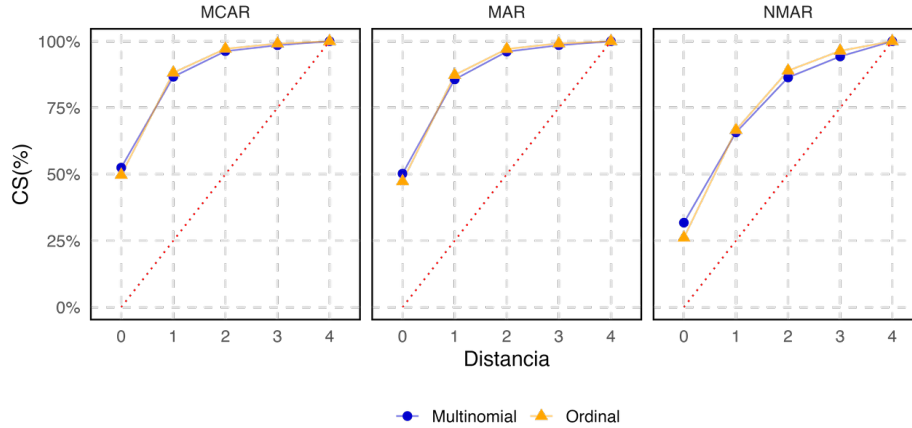 MCAR MAR NMAR
100%
75%
50%
25%
0%
CS(%)
0 1 2 3 4 0 1 2 3 4 0 1 2 3 4
Distancia
Multinomial Ordinal